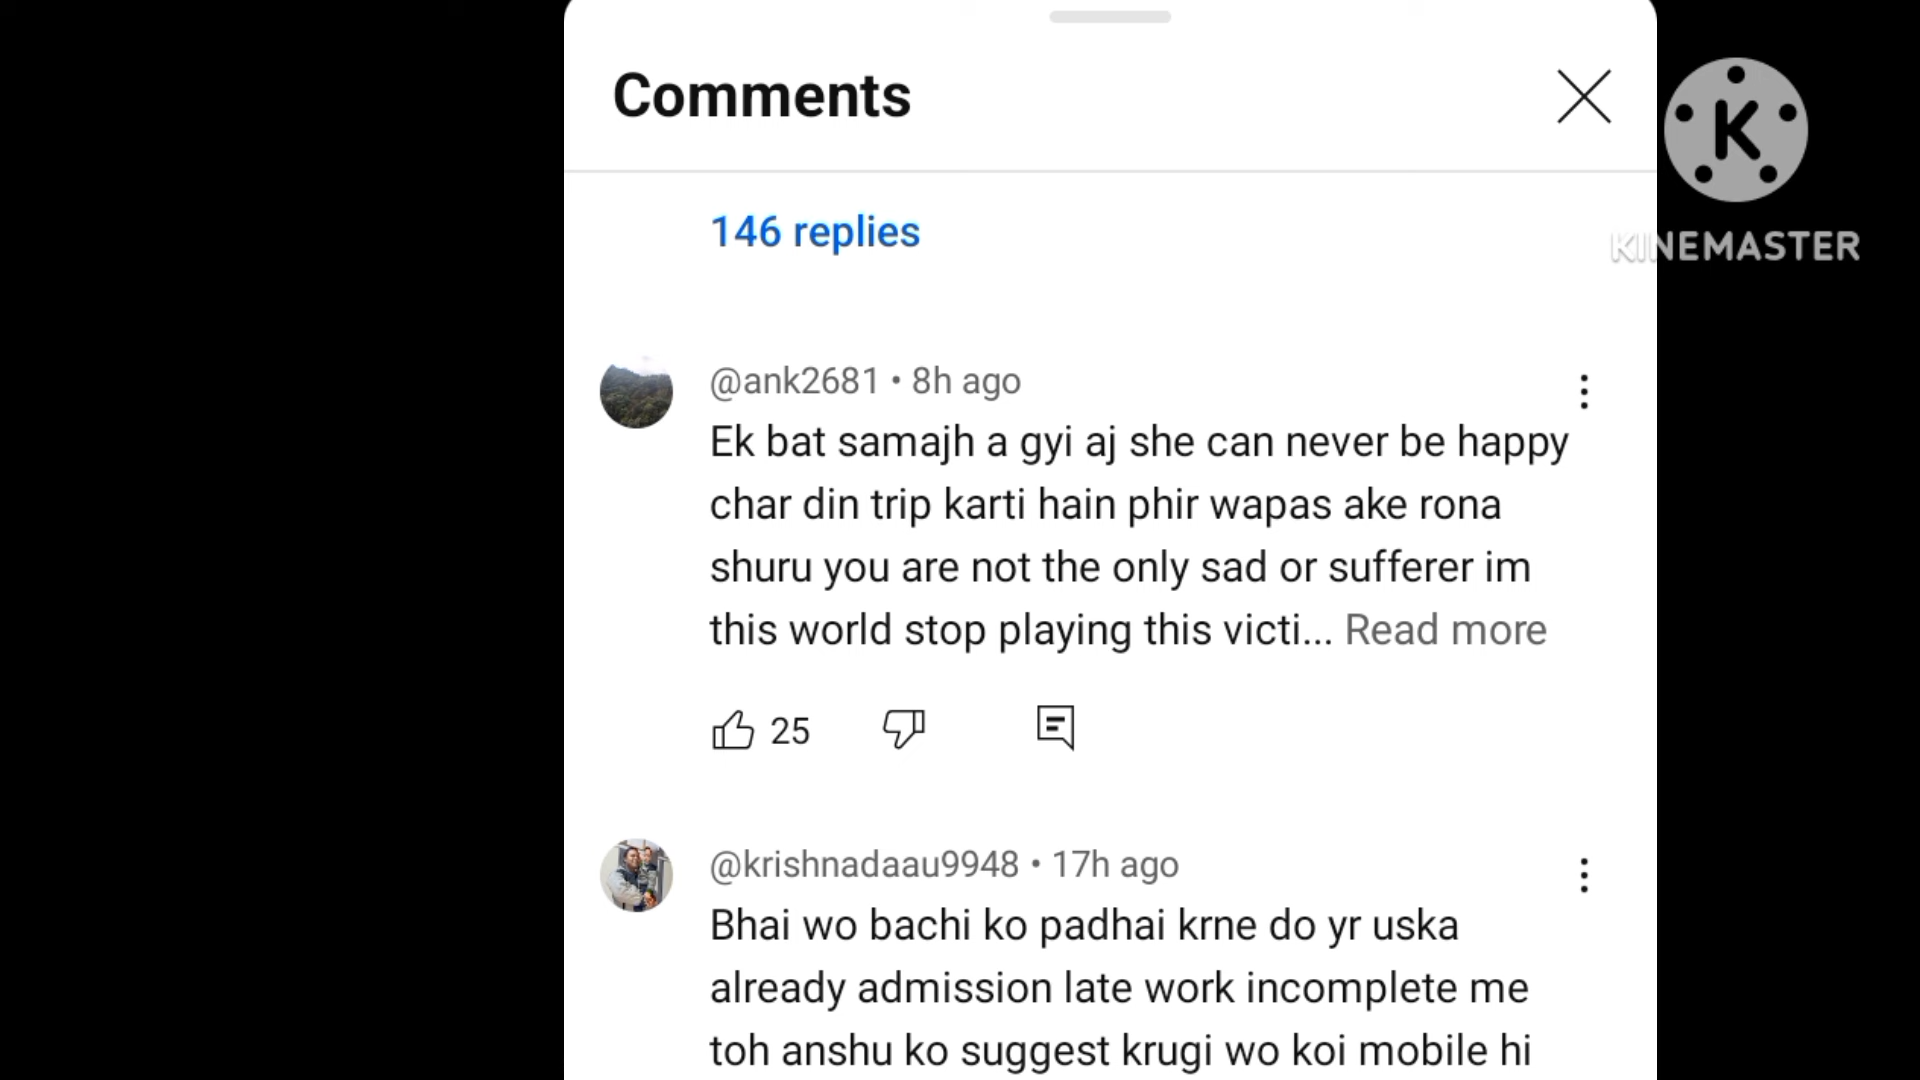 Comments
K
KINEMASTER
146 replies
@ank2681 • 8h ago
Ek bat samajh a gyi aj she can never be happy
char din trip karti hain phir wapas ake rona
shuru you are not the only sad or sufferer im
this world stop playing this victi... Read more
25
@krishnadaau9948 • 17h ago
Bhai wo bachi ko padhai krne do yr uska
already admission late work incomplete me
toh anshu ko suggest krugi wo koi mobile hi